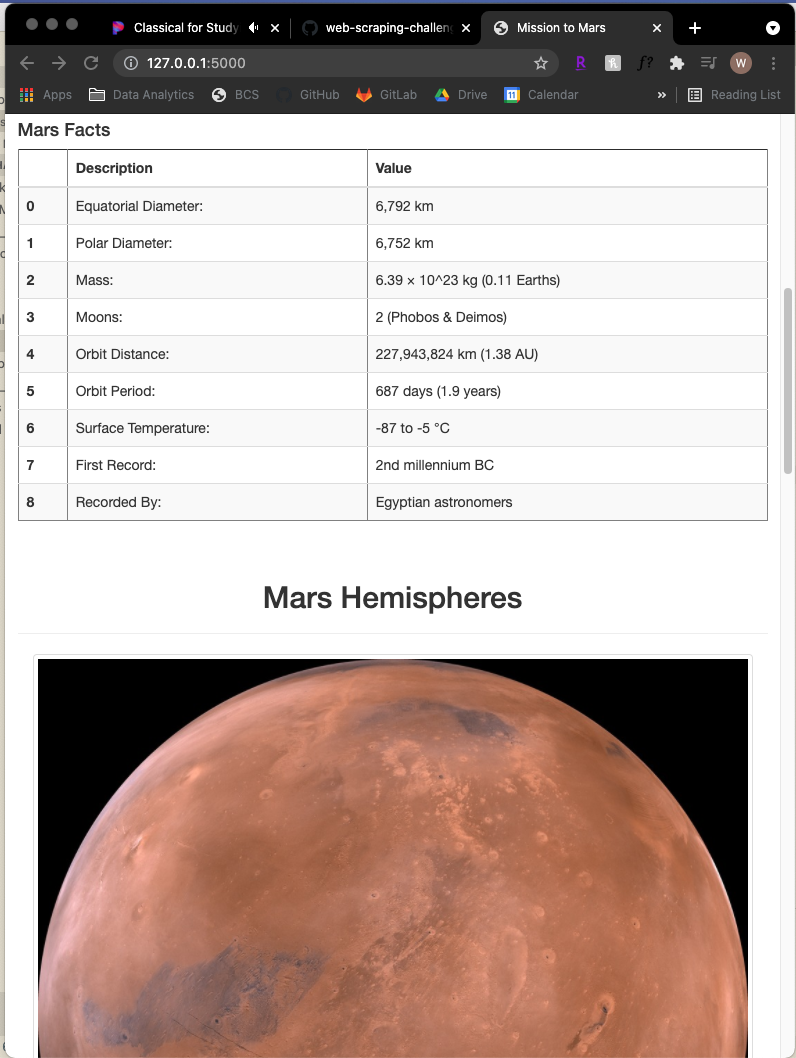 Classical for Study
web-scraping-challen
Mission to Mars
127.0.0.1:5000
R
f?
W
Apps
Data Analytics
BCS
GitHub
GitLab
Drive
11
Calendar
»
Reading List
Mars Facts
Description Value
0 Equatorial Diameter: 6,792 km
1 Polar Diameter: 6,752 km
2 Mass: 6.39 × 10^23 kg (0.11 Earths)
3 Moons: 2 (Phobos & Deimos)
4 Orbit Distance: 227,943,824 km (1.38 AU)
5 Orbit Period: 687 days (1.9 years)
6 Surface Temperature: -87 to -5 °C
7 First Record: 2nd millennium BC
8 Recorded By: Egyptian astronomers
Mars Hemispheres